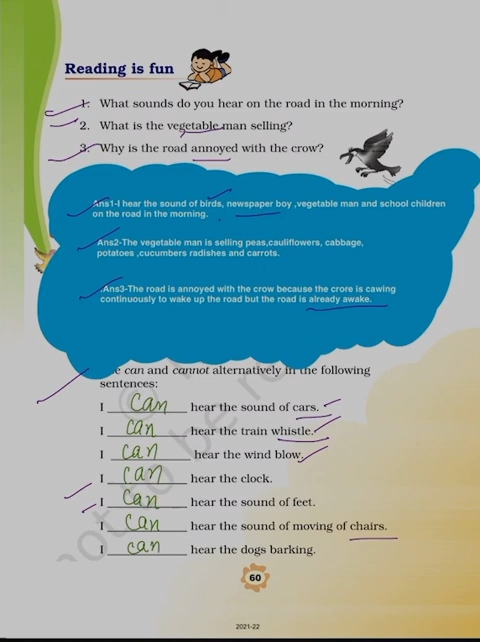 Reading is fun
1. What sounds do you hear on the road in the morning?
2. What is the vegetable man selling?
3. Why is the road annoyed with the crow?
Ans1-I hear the sound of birds, newspaper boy ,vegetable man and school children
on the road in the morning.
Ans2-The vegetable man is selling peas,cauliflowers, cabbage,
potatoes ,cucumbers radishes and carrots.
.Ans3-The road is annoyed with the crow because the crore is cawing
continuously to wake up the road but the road is already awake.
can and cannot alternatively in the following
sentences:
I can hear the sound of cars.
I can hear the train whistle.
I can hear the wind blow.
I can hear the clock.
I can hear the sound of feet.
I can hear the sound of moving of chairs.
I can hear the dogs barking.
60
2021-22
not to be re